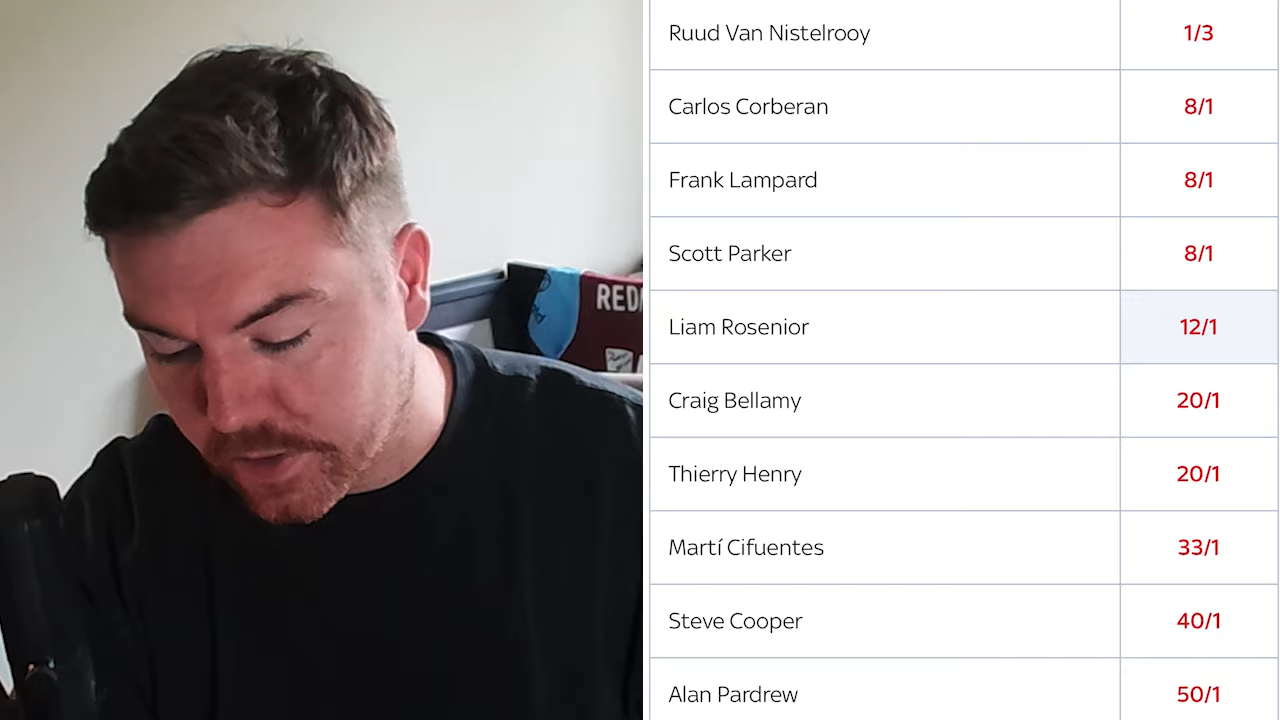 Ruud Van Nistelrooy 1/3
Carlos Corberan 8/1
Frank Lampard 8/1
Scott Parker 8/1
Liam Rosenior 12/1
Craig Bellamy 20/1
Thierry Henry 20/1
Martí Cifuentes 33/1
Steve Cooper 40/1
Alan Pardrew 50/1
RED